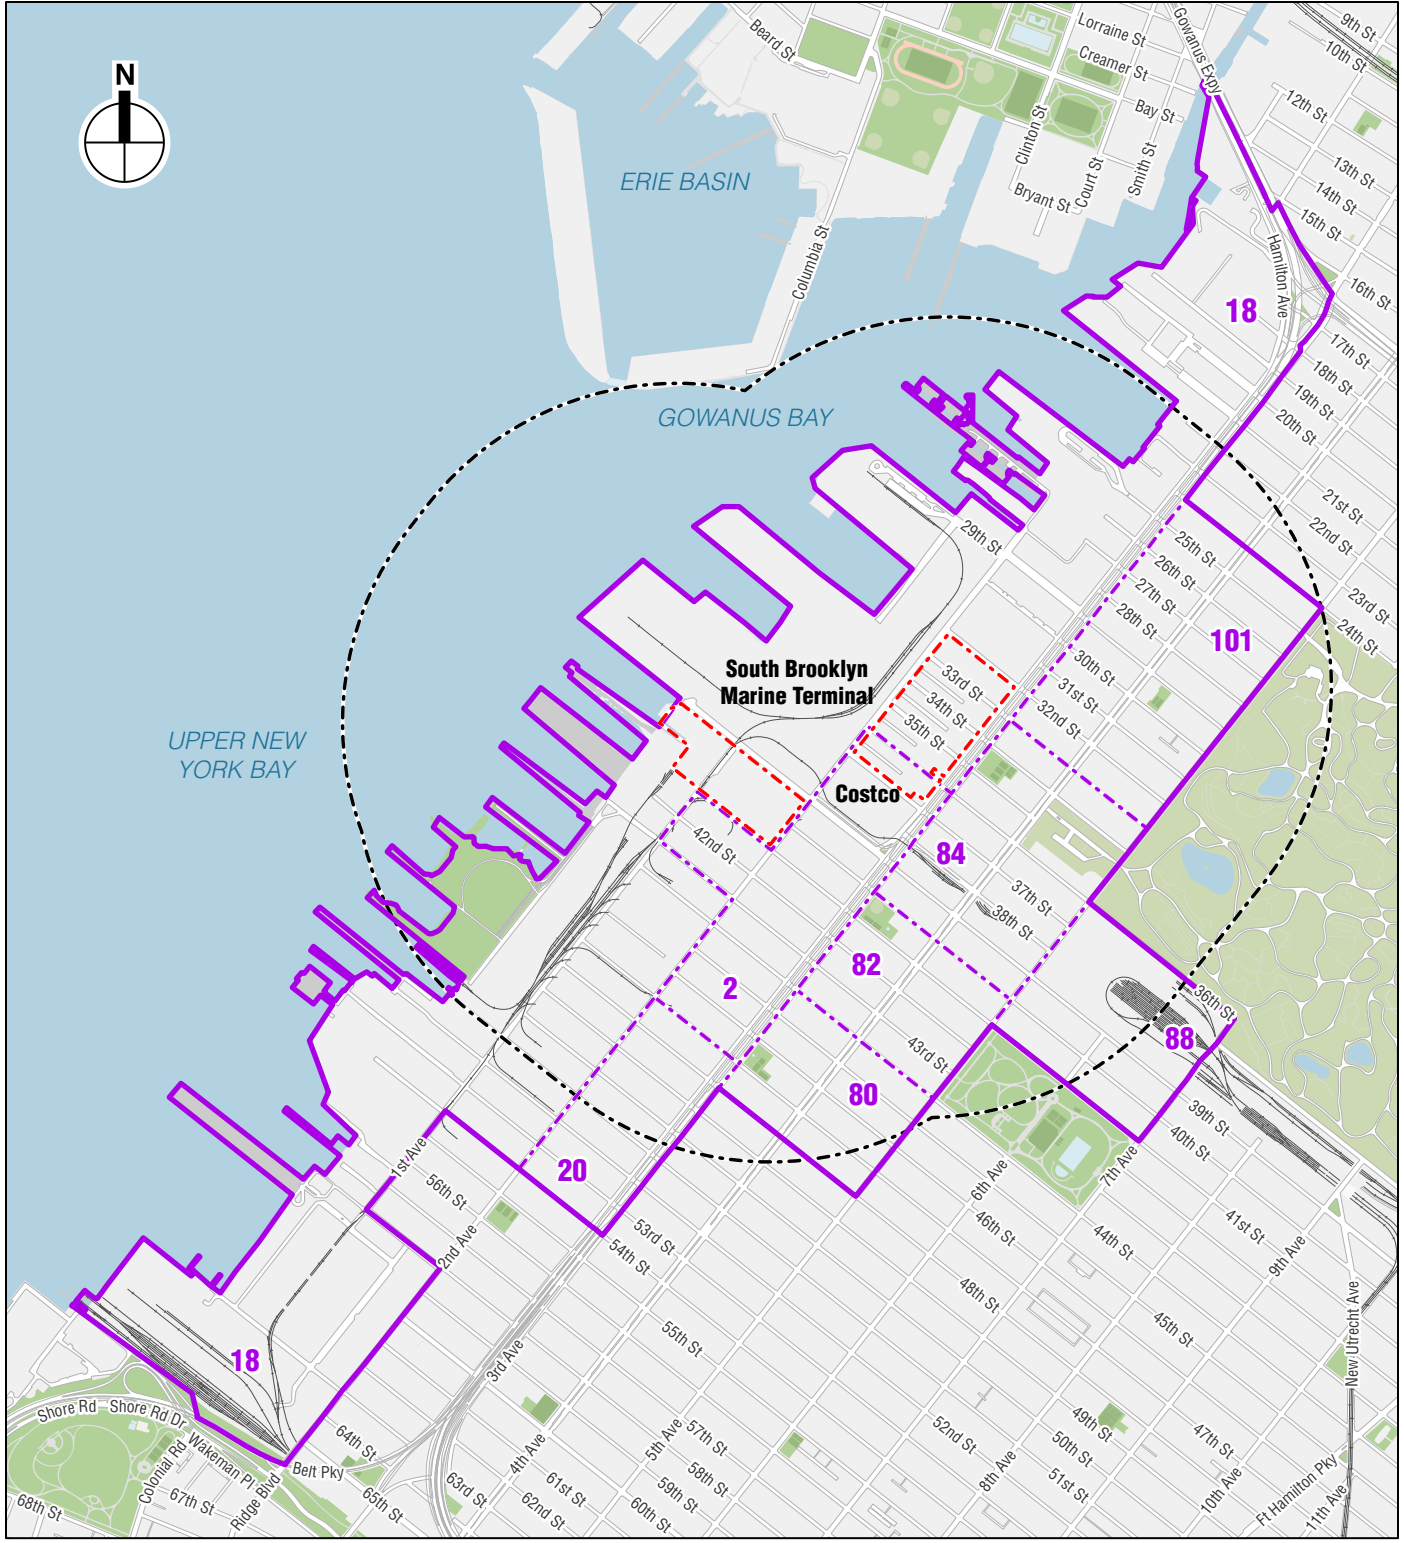 N
Beard St
Lorraine St
Gowanus Expy
9th St
10th St
Creamer St
Bay St
12th St
Clinton St
Court St
Smith St
13th St
ERIE BASIN
Bryant St
14th St
15th St
Columbia St
Hamilton Ave
16th St
18
17th St
18th St
19th St
20th St
GOWANUS BAY
21st St
22nd St
29th St
25th St
26th St
27th St
28th St
23rd St
24th St
101
South Brooklyn
Marine Terminal
33rd St
34th St
35th St
30th St
31st St
32nd St
UPPER NEW
YORK BAY
Costco
42nd St
84
37th St
38th St
82
2
36th St
88
43rd St
80
39th St
40th St
1st Ave
20
56th St
6th Ave
7th Ave
2nd Ave
53rd St
54th St
46th St
44th St
41st St
9th Ave
48th St
45th St
New Utrecht Ave
55th St
3rd Ave
18
Shore Rd
Shore Rd Dr
Wakeman Pl
Colonial Rd
Ridge Blvd
Belt Pky
64th St
65th St
67th St
68th St
63rd St
4th Ave
61st St
62nd St
5th Ave
57th St
58th St
59th St
60th St
52nd St
49th St
50th St
51st St
8th Ave
47th St
10th Ave
Ft Hamilton Pky
11th Ave